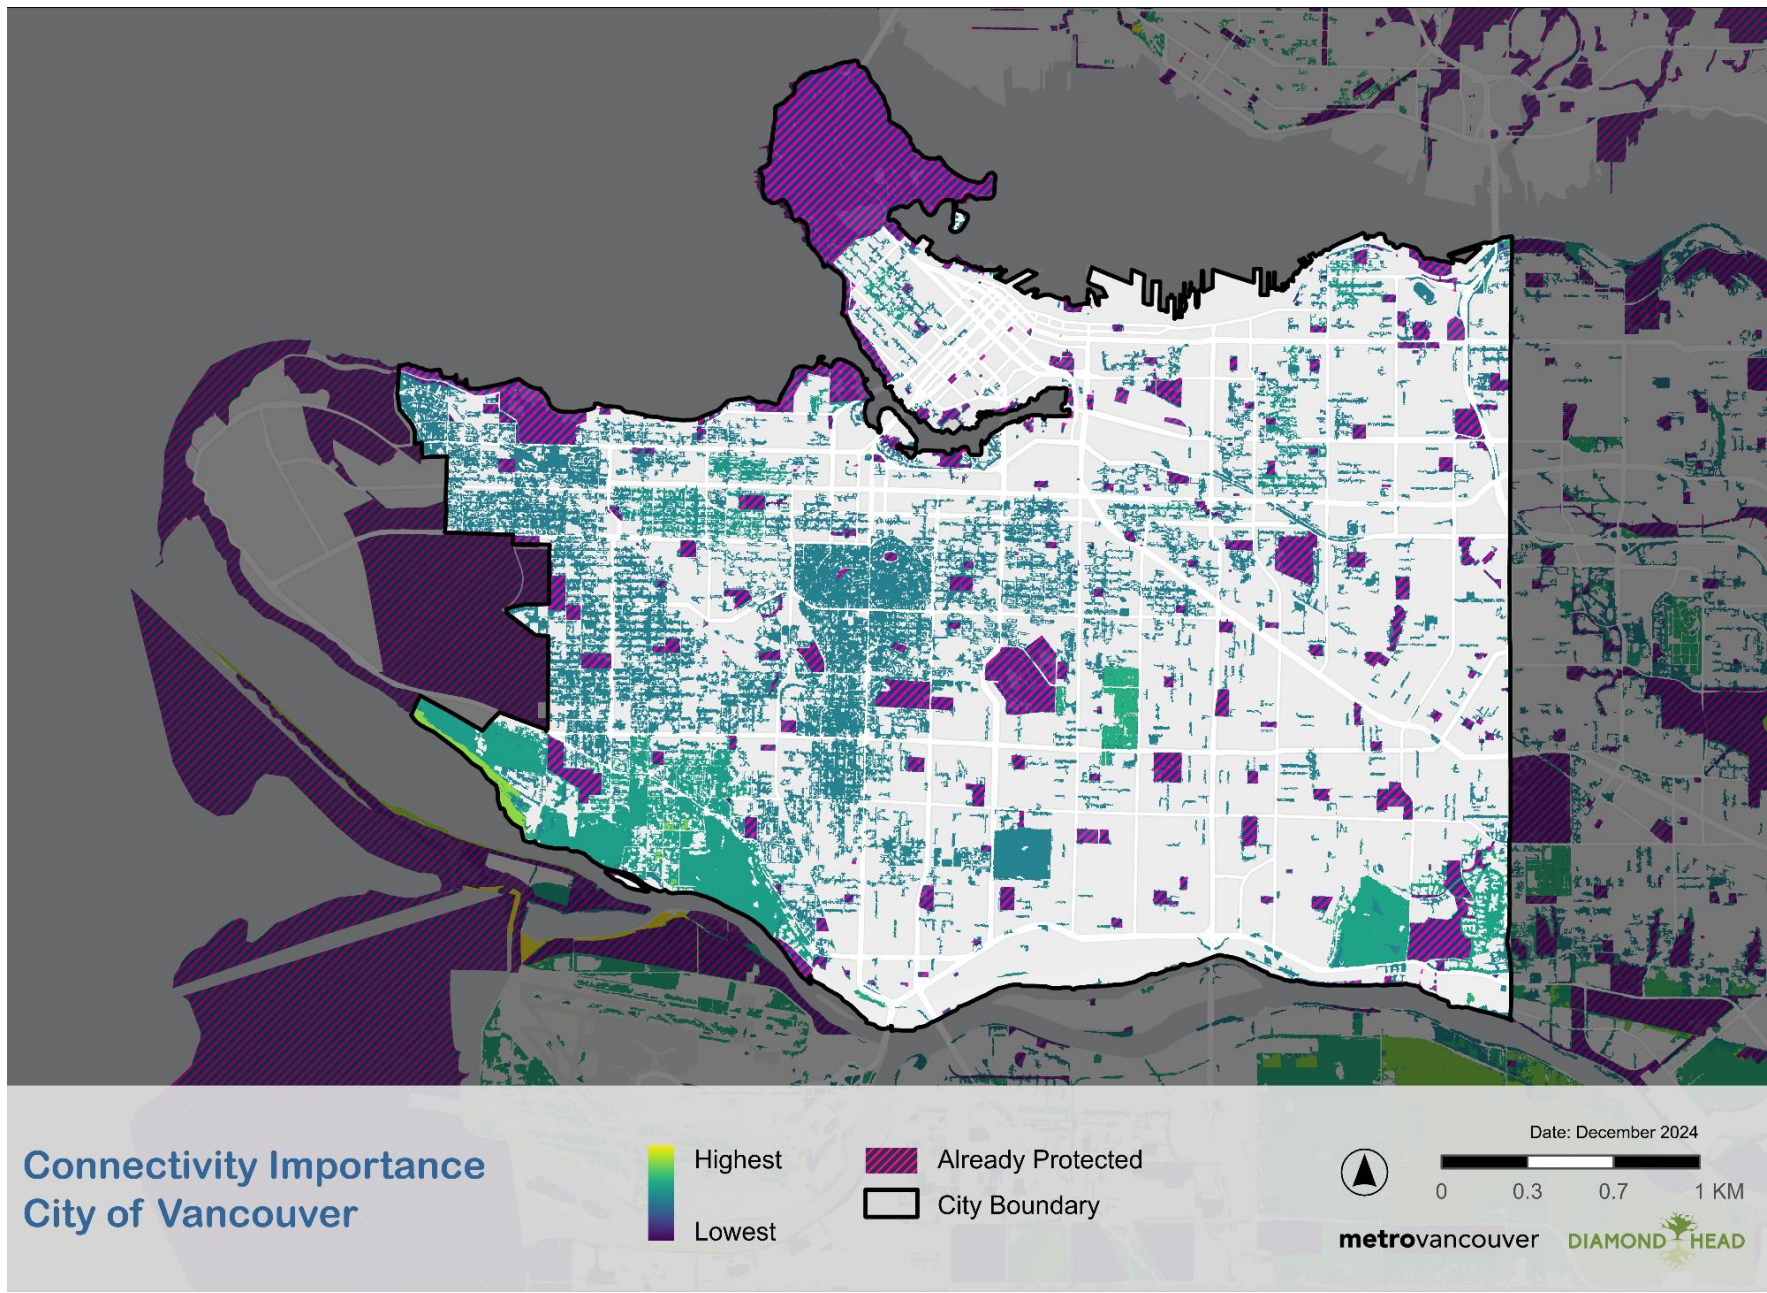 Connectivity Importance
City of Vancouver
Highest
Lowest
Already Protected
City Boundary
Date: December 2024
0 0.3 0.7 1 KM
metrovancouver
DIAMOND HEAD